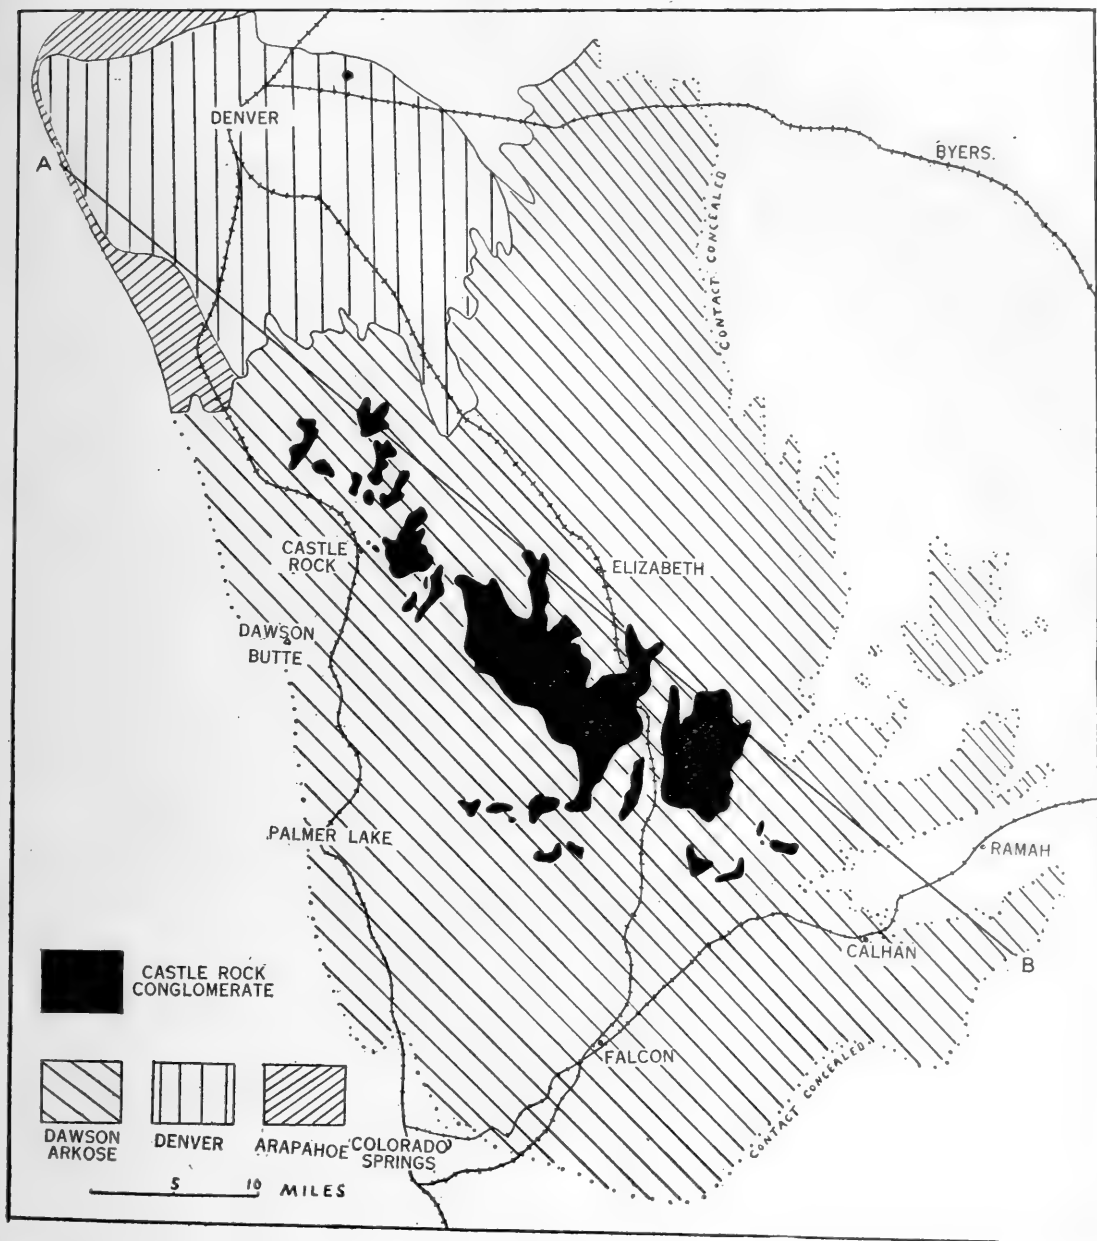 DENVER
BYERS.
A
CONTACT CONCEALED
CASTLE
ROCK
ELIZABETH
DAWSON
BUTTE
PALMER LAKE
RAMAH
CALHAN
B
CASTLE ROCK
CONGLOMERATE
FALCON
CONTACT CONCEALED.
DAWSON
ARKOSE
DENVER
ARAPAHOE
COLORADO
SPRINGS
5 10 MILES